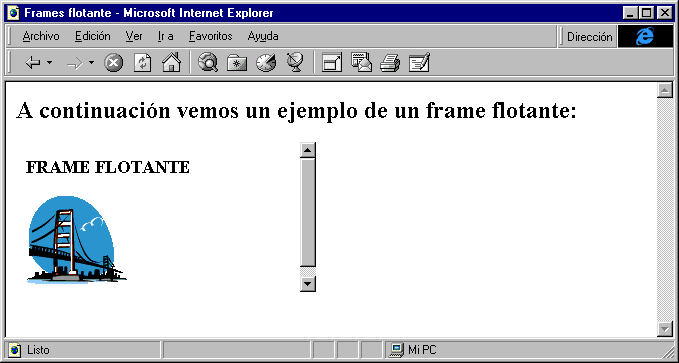 Frames flotante - Microsoft Internet Explorer
Archivo Edición Ver Ir a Favoritos Ayuda Dirección
A continuación vemos un ejemplo de un frame flotante:
FRAME FLOTANTE
Listo Mi PC